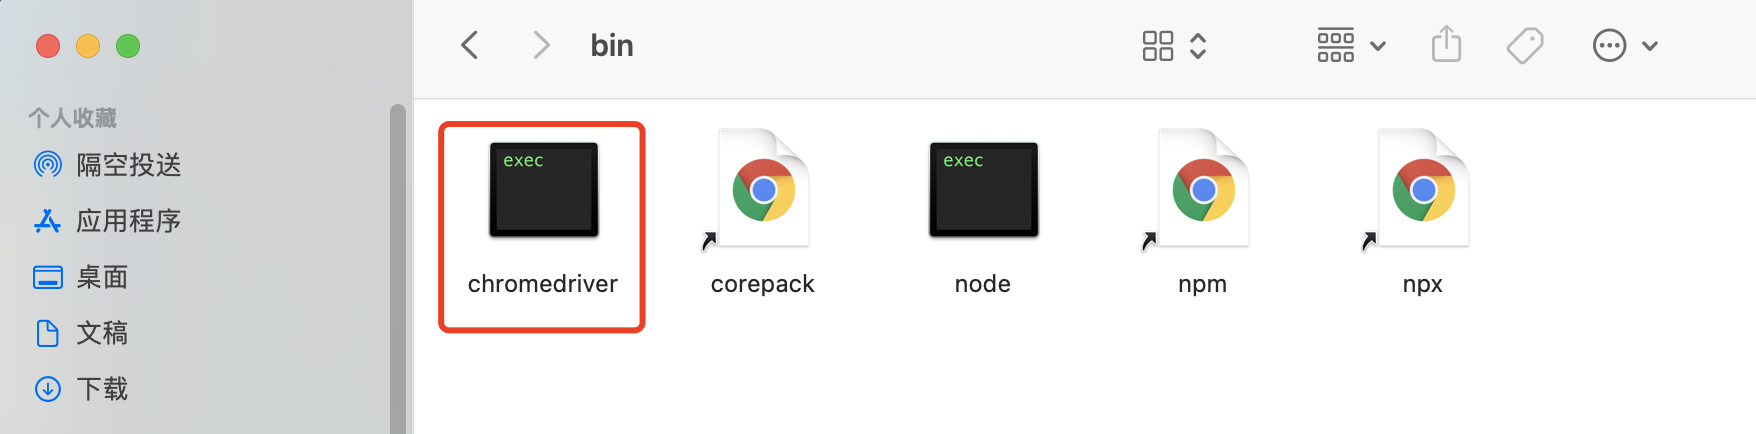 bin
个人收藏
隔空投送
应用程序
桌面
文稿
下载
exec
exec
chromedriver
corepack
node
npm
npx